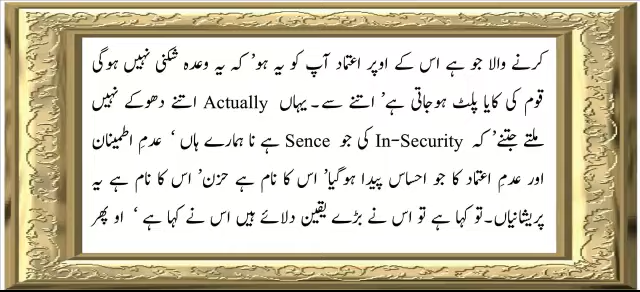 کرنے والا جو ہے اس کے اوپر اعتماد آپ کو یہ ہو’ کہ یہ وعدہ شکنی نہیں ہوگی
قوم کی کایا پلٹ ہوجاتی ہے’ اتنے سے۔ یہاں Actually اتنے دھوکے نہیں
ملتے جتنے’ کہ In-Security کی جو Sence ہے نا ہمارے ہاں ‘ عدمِ اطمینان
اور عدمِ اعتماد کا جو احساس پیدا ہوگیا’ اس کا نام ہے حزن’ اس کا نام ہے یہ
پریشانیاں۔تو کہا ہے تو اس نے بڑے یقین دلائے ہیں اس نے کہا ہے ‘ او پھر